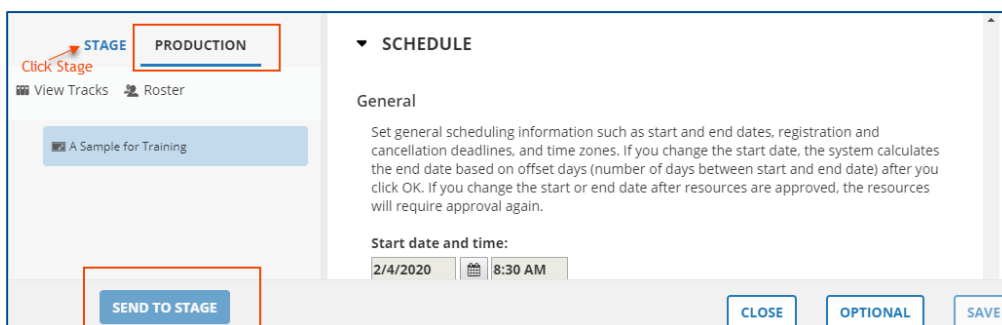 STAGE PRODUCTION
Click Stage
View Tracks Roster
A Sample for Training
SEND TO STAGE
SCHEDULE
General
Set general scheduling information such as start and end dates, registration and
cancellation deadlines, and time zones. If you change the start date, the system calculates
the end date based on offset days (number of days between start and end date) after you
click OK. If you change the start or end date after resources are approved, the resources
will require approval again.
Start date and time:
2/4/2020 8:30 AM
CLOSE OPTIONAL SAVE